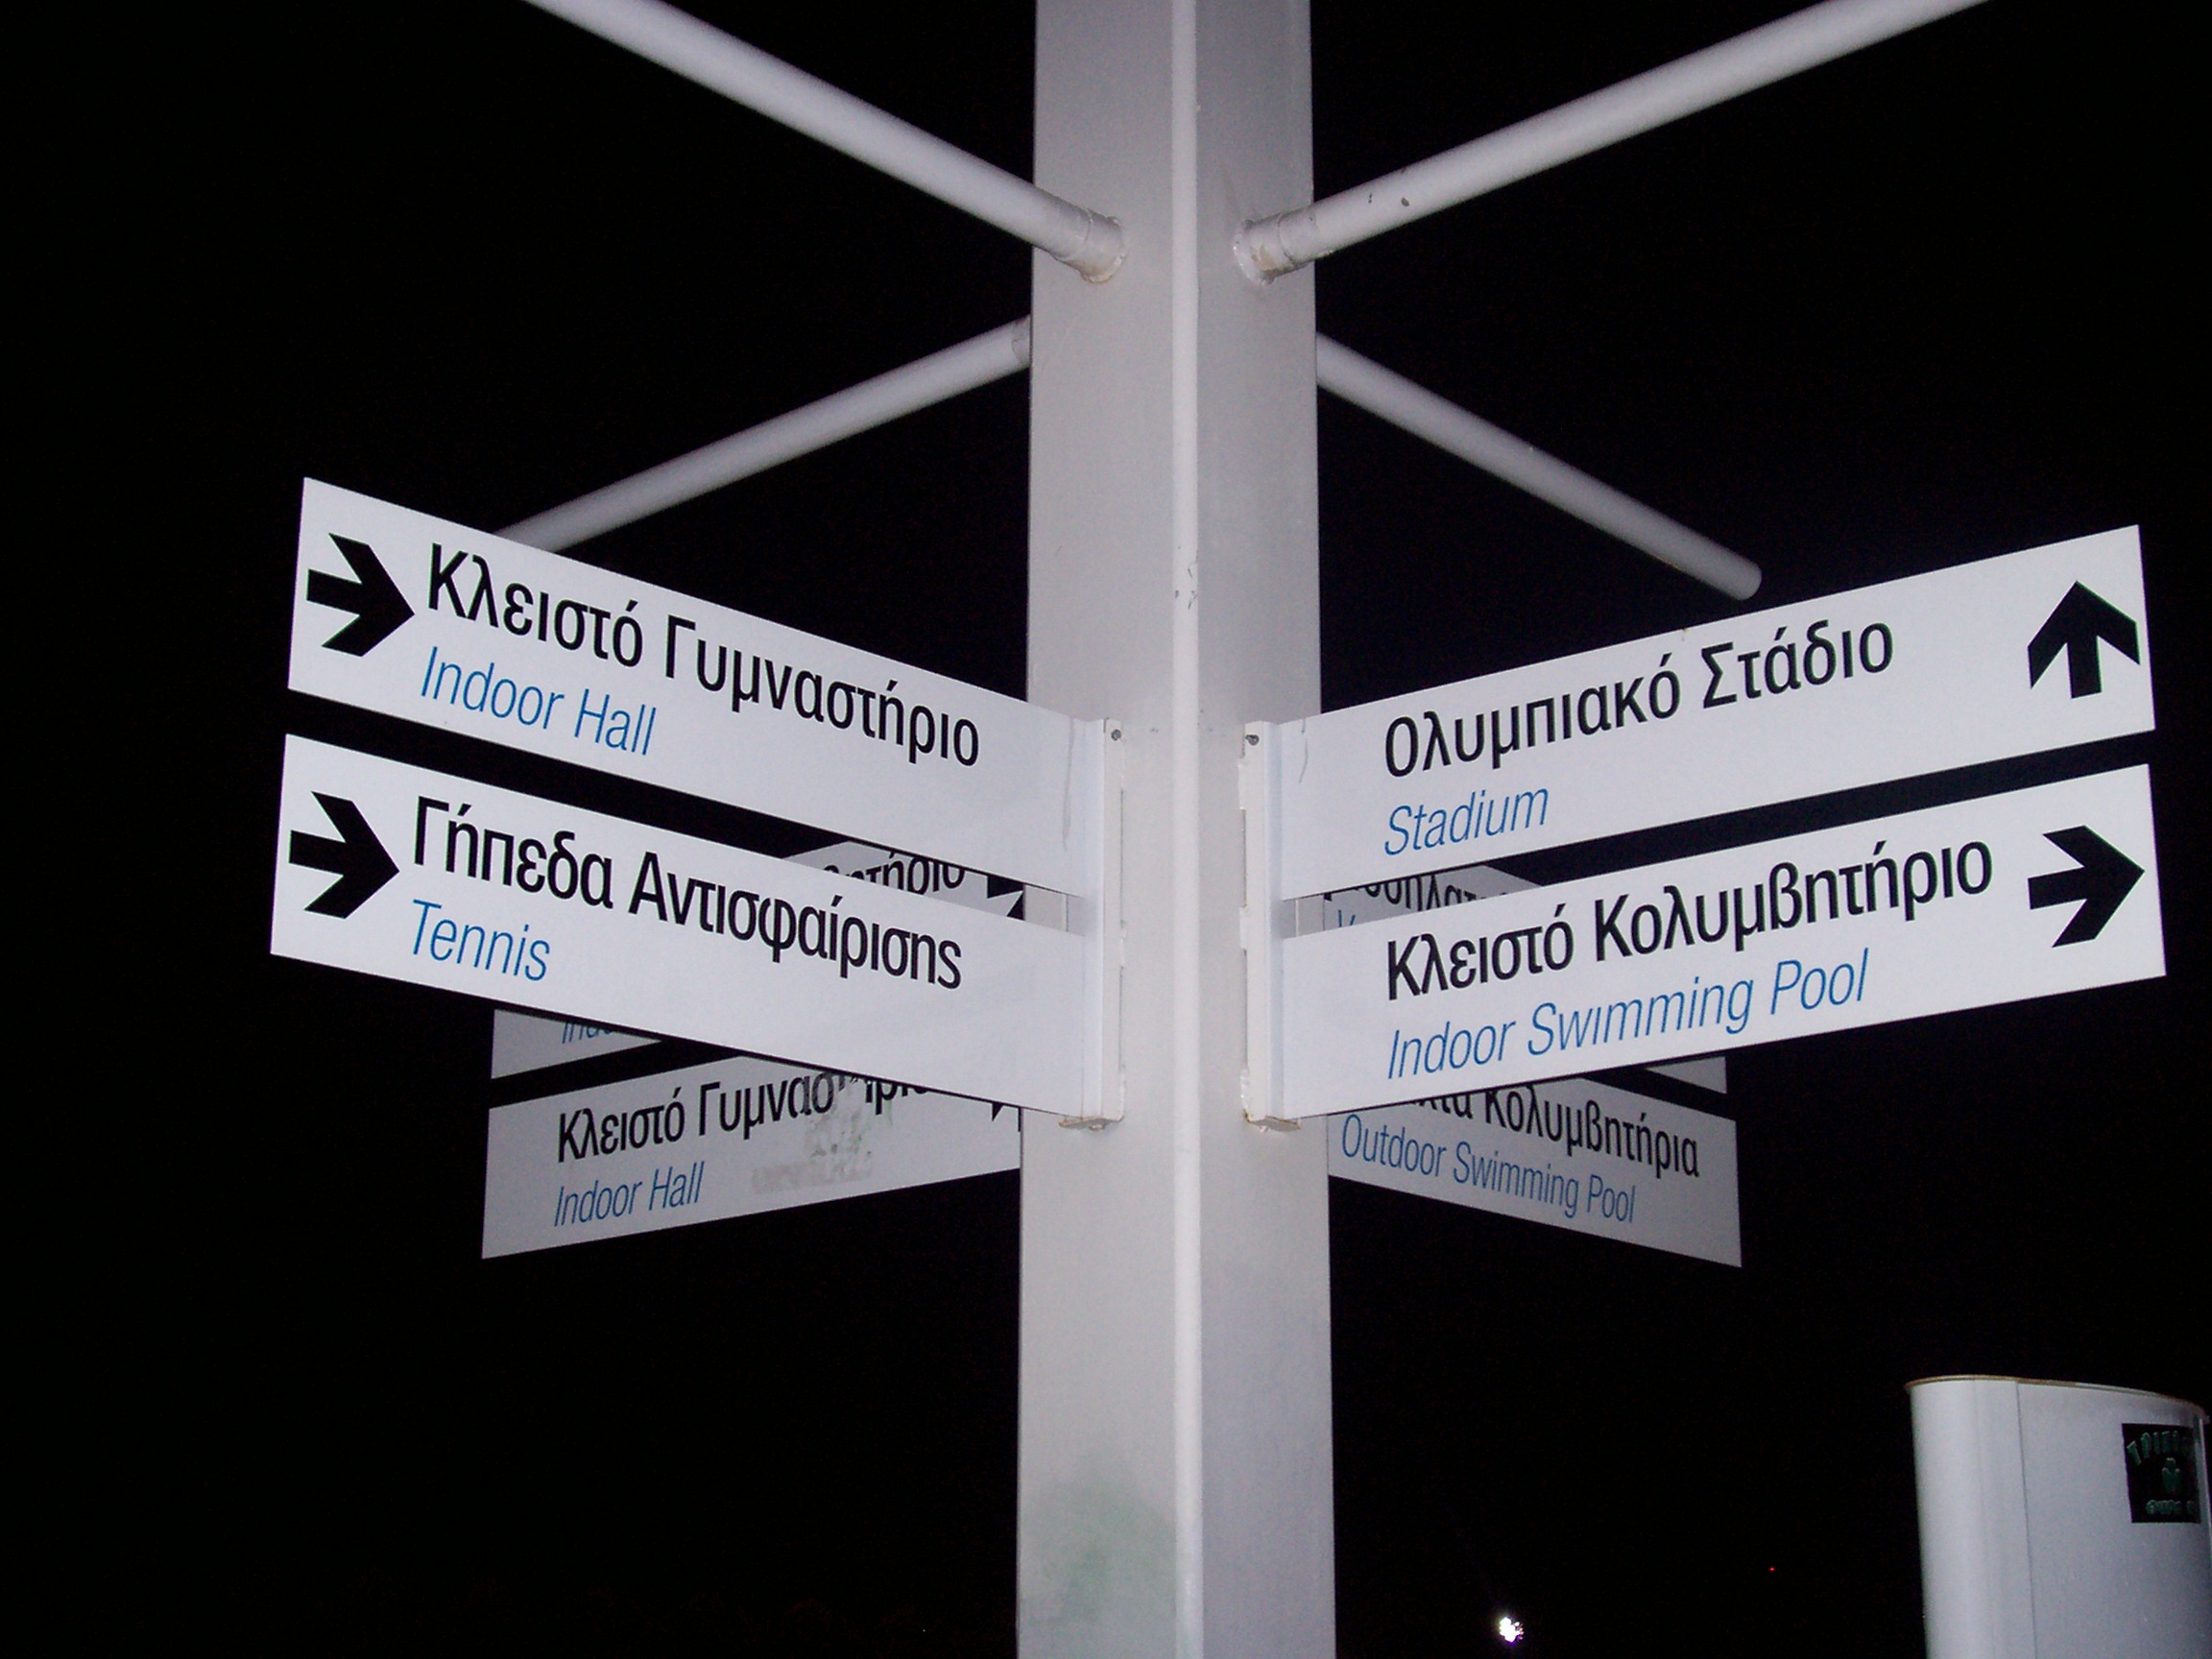 Κλειστό Γυμναστήριο
Indoor Hall
Γήπεδα Αντισφαίρισης
Tennis
Ολυμπιακό Στάδιο
Stadium
Κλειστό Κολυμβητήριο
Indoor Swimming Pool
Κλειστό Γυμναστήριο
Indoor Hall
Κολυμβητήρια
Outdoor Swimming Pool